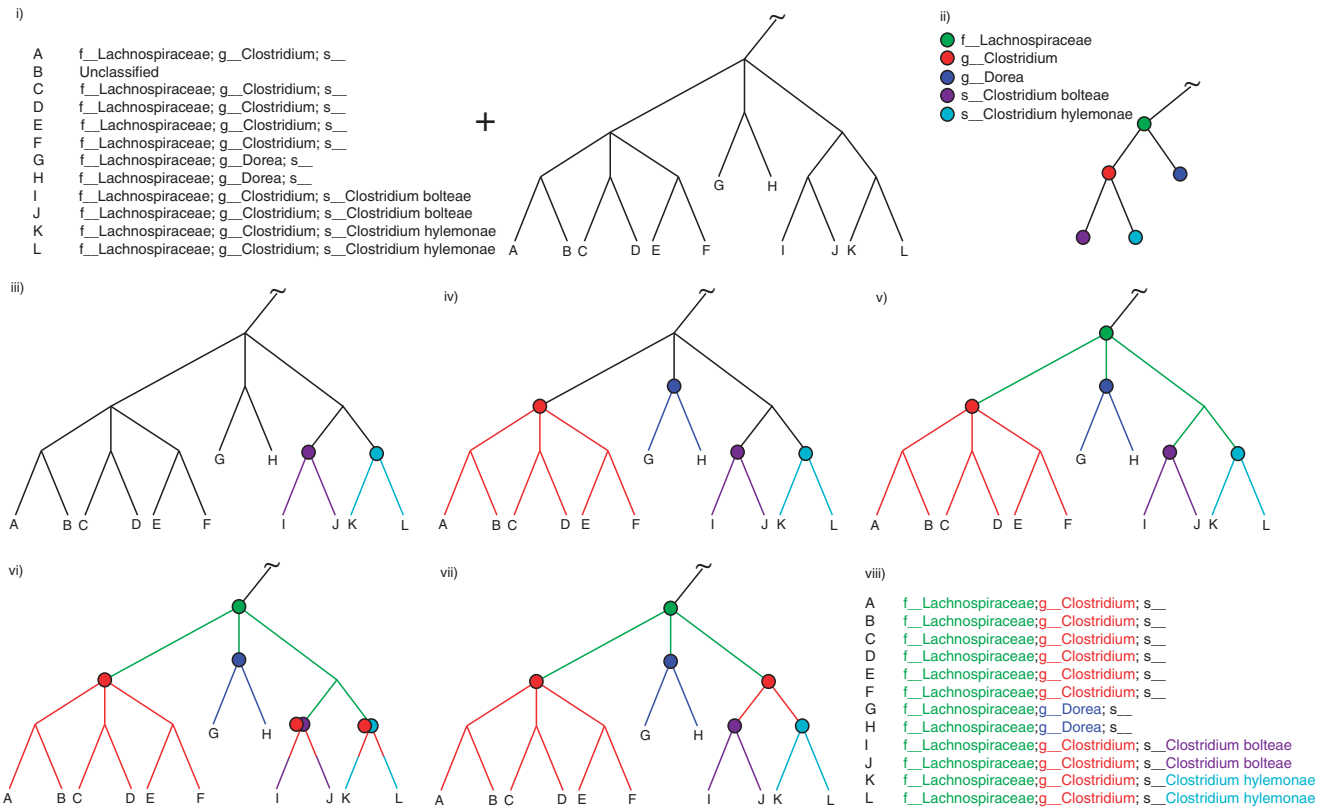 i)
A f__Lachnospiraceae; g__Clostridium; s__
B Unclassified
C f__Lachnospiraceae; g__Clostridium; s__
D f__Lachnospiraceae; g__Clostridium; s__
E f__Lachnospiraceae; g__Clostridium; s__
F f__Lachnospiraceae; g__Clostridium; s__
G f__Lachnospiraceae; g__Dorea; s__
H f__Lachnospiraceae; g__Dorea; s__
I f__Lachnospiraceae; g__Clostridium; s__Clostridium bolteae
J f__Lachnospiraceae; g__Clostridium; s__Clostridium bolteae
K f__Lachnospiraceae; g__Clostridium; s__Clostridium hylemonae
L f__Lachnospiraceae; g__Clostridium; s__Clostridium hylemonae
+
~
G H
A B C D E F I J K L
ii)
f__Lachnospiraceae
g__Clostridium
g__Dorea
s__Clostridium bolteae
s__Clostridium hylemonae
~
iii)
~
G H
A B C D E F I J K L
iv)
~
G H
A B C D E F I J K L
v)
~
G H
A B C D E F I J K L
vi)
~
G H
A B C D E F I J K L
vii)
~
G H
A B C D E F I J K L
viii)
A f__Lachnospiraceae;g__Clostridium; s__
B f__Lachnospiraceae;g__Clostridium; s__
C f__Lachnospiraceae;g__Clostridium; s__
D f__Lachnospiraceae;g__Clostridium; s__
E f__Lachnospiraceae;g__Clostridium; s__
F f__Lachnospiraceae;g__Clostridium; s__
G f__Lachnospiraceae;g__Dorea; s__
H f__Lachnospiraceae;g__Dorea; s__
I f__Lachnospiraceae;g__Clostridium; s__Clostridium bolteae
J f__Lachnospiraceae;g__Clostridium; s__Clostridium bolteae
K f__Lachnospiraceae;g__Clostridium; s__Clostridium hylemonae
L f__Lachnospiraceae;g__Clostridium; s__Clostridium hylemonae